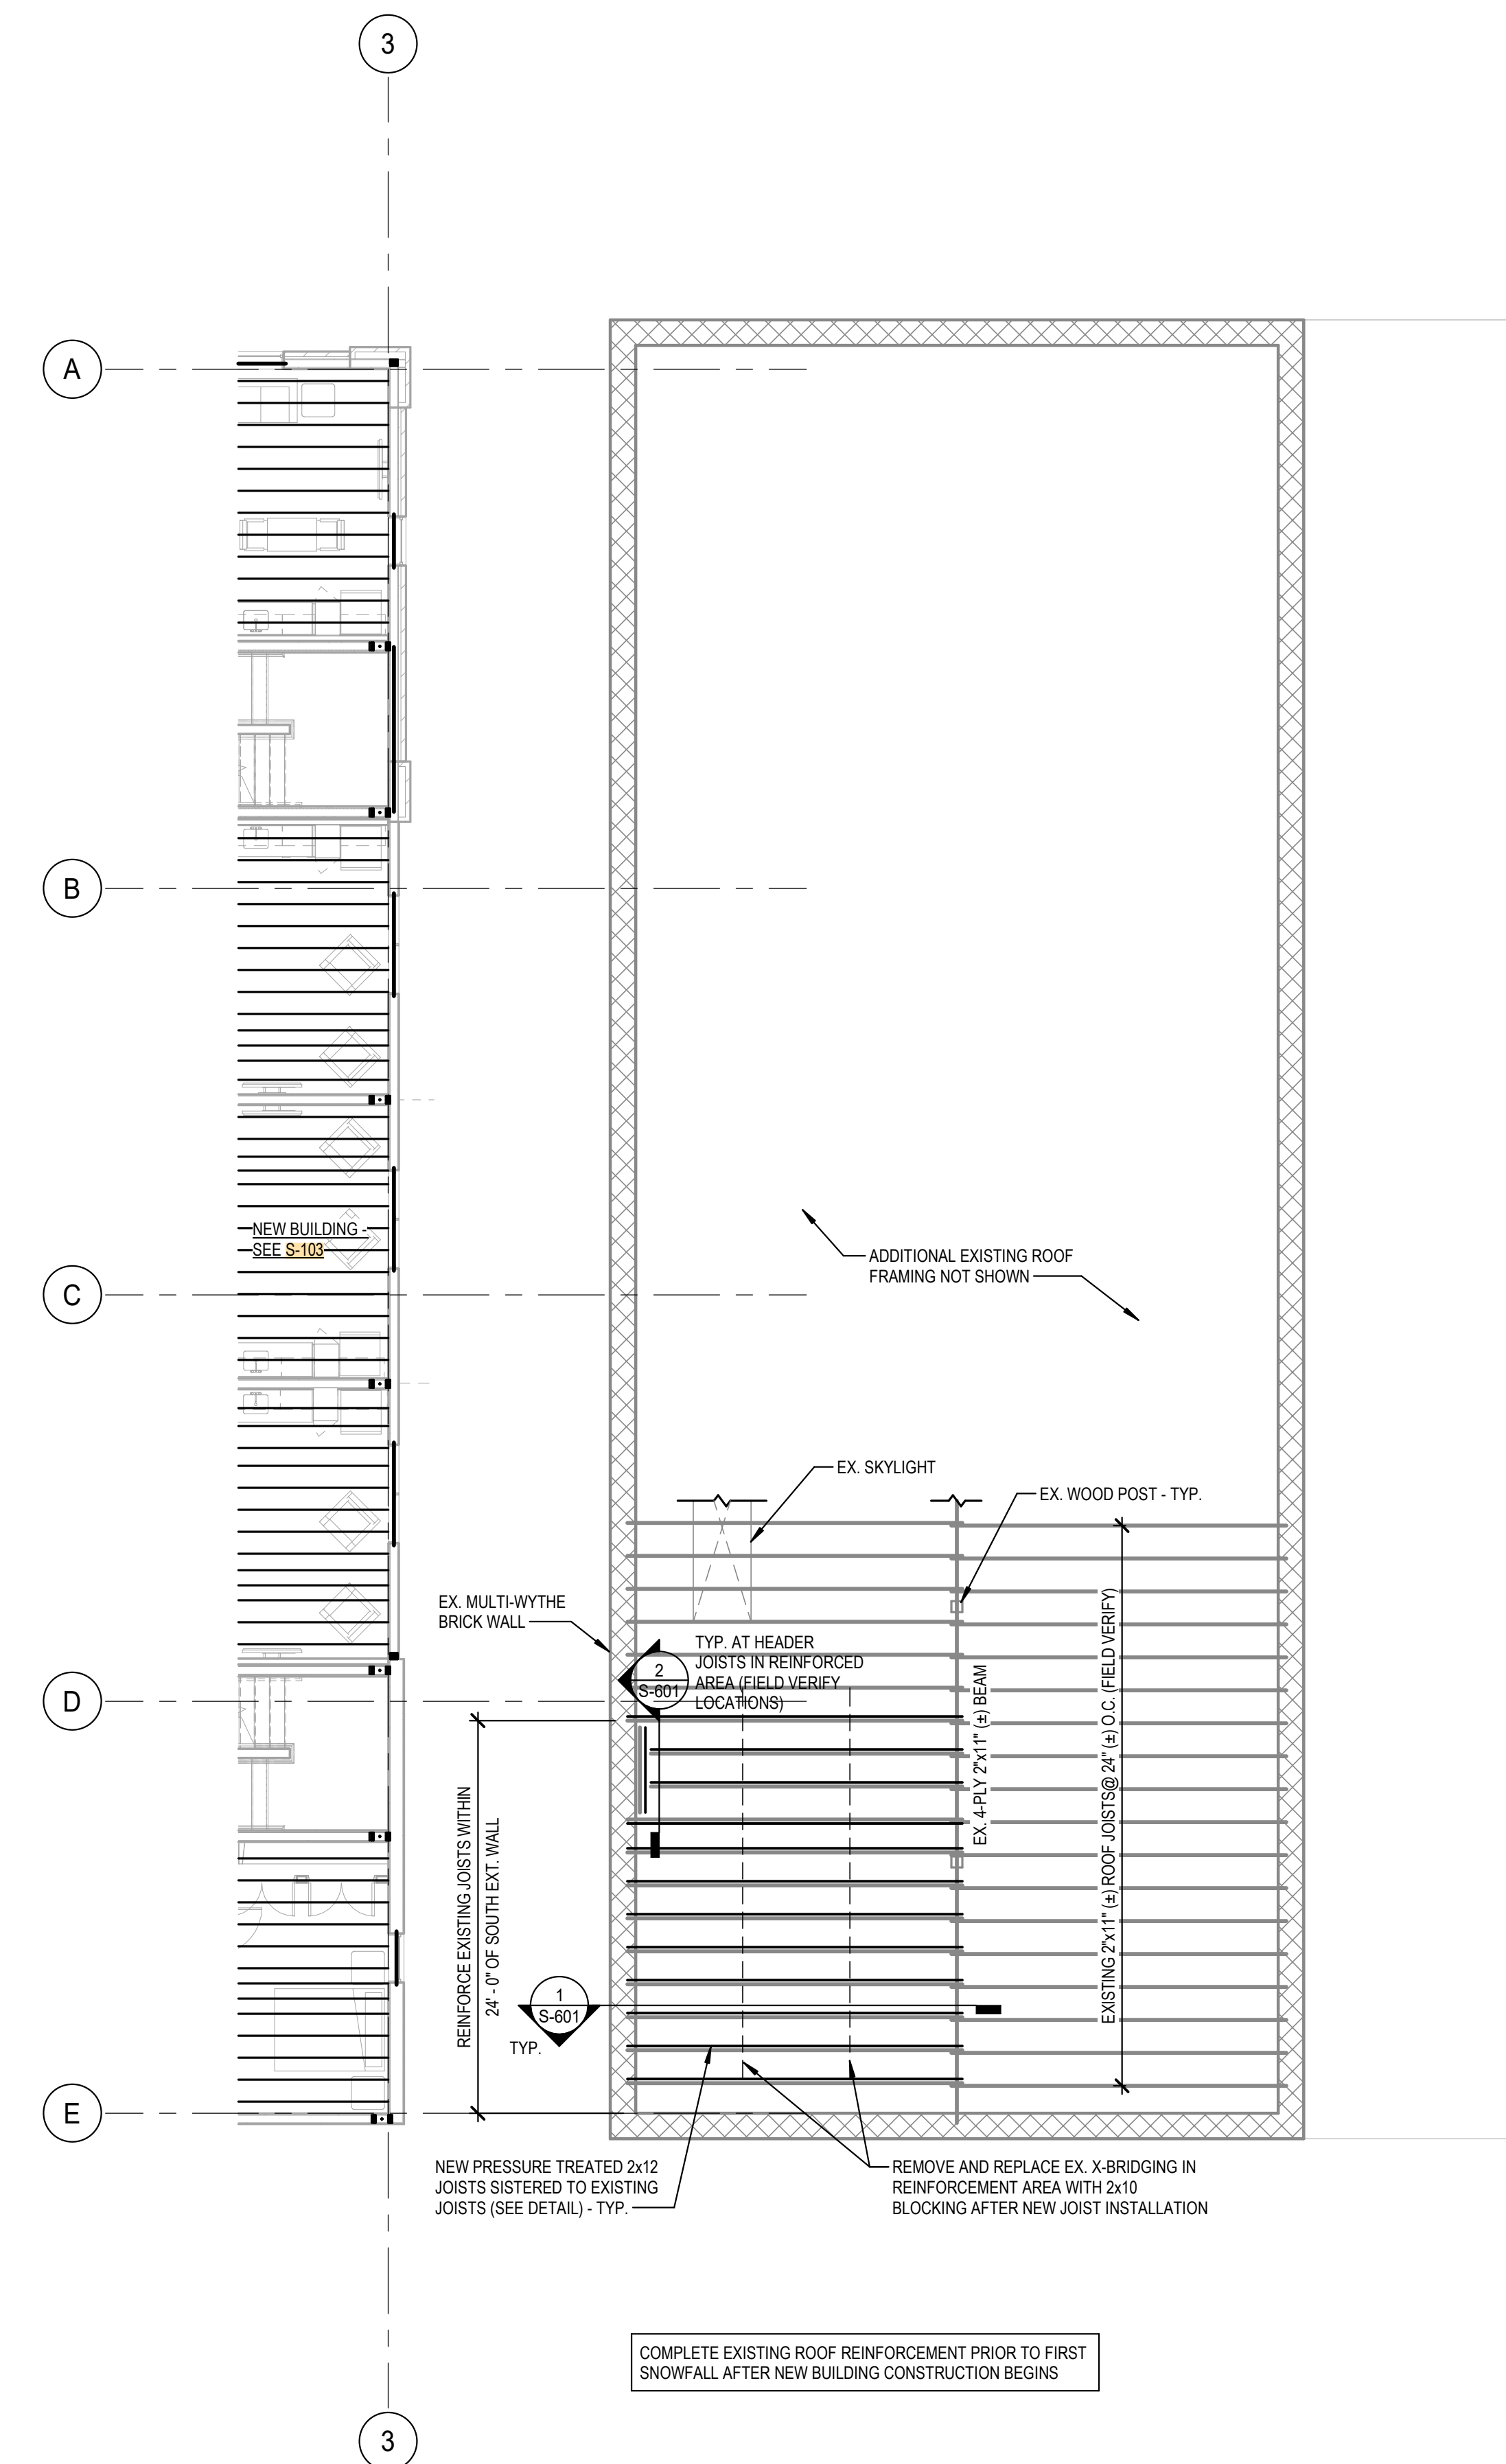 3
A
B
NEW BUILDING -
SEE S-103
ADDITIONAL EXISTING ROOF
FRAMING NOT SHOWN
C
EX. SKYLIGHT
EX. WOOD POST - TYP.
EX. MULTI-WYTHE
BRICK WALL
TYP. AT HEADER
JOISTS IN REINFORCED
AREA (FIELD VERIFY
LOCATIONS)
2
S-601
D
EX. 4-PLY 2"x11" (±) BEAM
EXISTING 2"x11" (±) ROOF JOISTS@ 24" (±) O.C. (FIELD VERIFY)
REINFORCE EXISTING JOISTS WITHIN
24' - 0" OF SOUTH EXT. WALL
1
S-601
TYP.
E
NEW PRESSURE TREATED 2x12
JOISTS SISTERED TO EXISTING
JOISTS (SEE DETAIL) - TYP.
REMOVE AND REPLACE EX. X-BRIDGING IN
REINFORCEMENT AREA WITH 2x10
BLOCKING AFTER NEW JOIST INSTALLATION
COMPLETE EXISTING ROOF REINFORCEMENT PRIOR TO FIRST
SNOWFALL AFTER NEW BUILDING CONSTRUCTION BEGINS
3